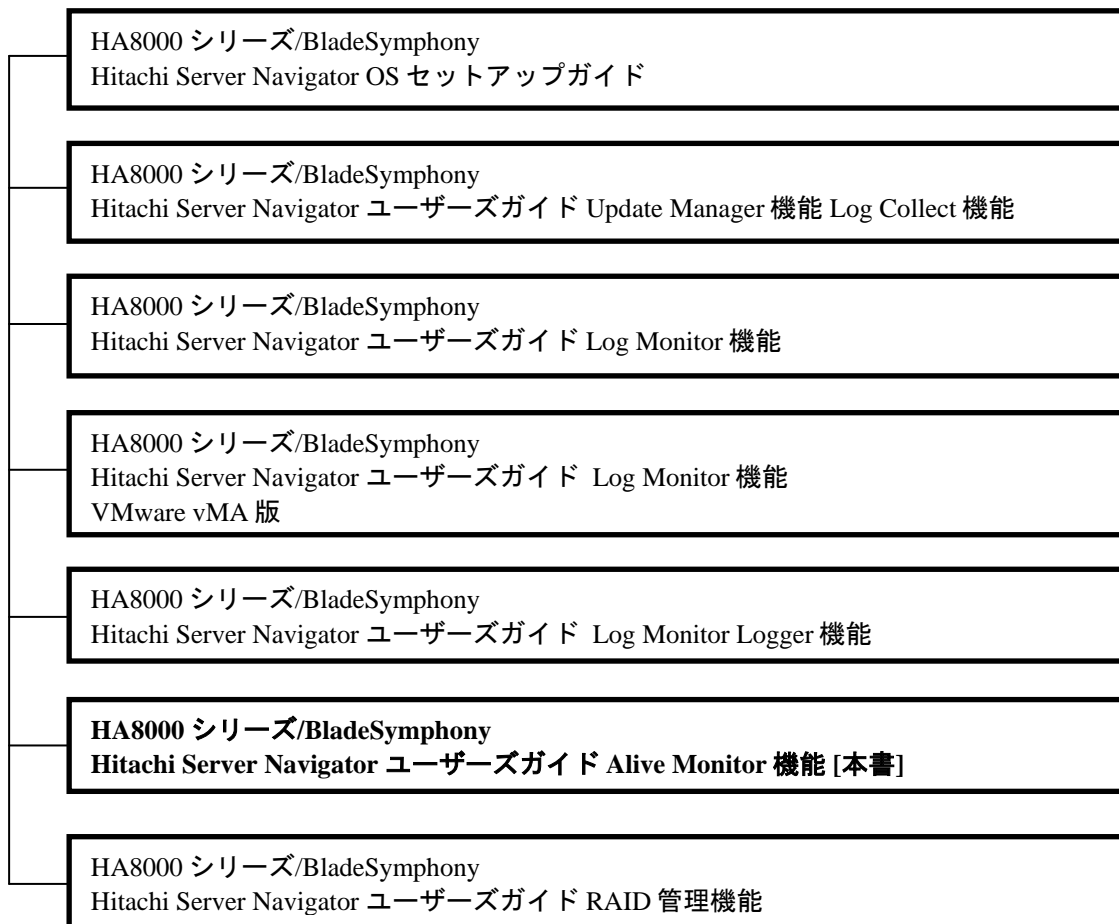 HA8000 シリーズ/BladeSymphony
Hitachi Server Navigator OS セットアップガイド
HA8000 シリーズ/BladeSymphony
Hitachi Server Navigator ユーザーズガイド Update Manager 機能 Log Collect 機能
HA8000 シリーズ/BladeSymphony
Hitachi Server Navigator ユーザーズガイド Log Monitor 機能
HA8000 シリーズ/BladeSymphony
Hitachi Server Navigator ユーザーズガイド Log Monitor 機能
VMware vMA 版
HA8000 シリーズ/BladeSymphony
Hitachi Server Navigator ユーザーズガイド Log Monitor Logger 機能
HA8000 シリーズ/BladeSymphony
Hitachi Server Navigator ユーザーズガイド Alive Monitor 機能 [本書]
HA8000 シリーズ/BladeSymphony
Hitachi Server Navigator ユーザーズガイド RAID 管理機能